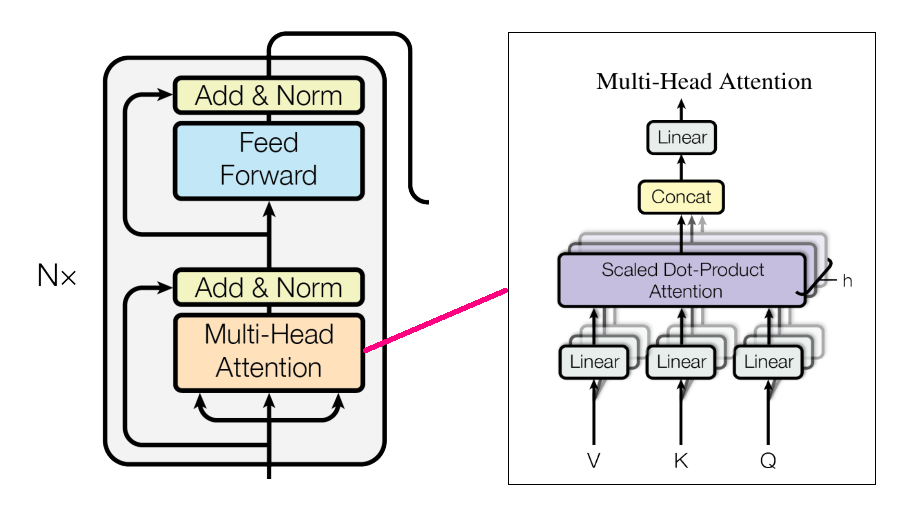 Add & Norm
Feed
Forward
Nx
Add & Norm
Multi-Head
Attention
Multi-Head Attention
Linear
Concat
Scaled Dot-Product
Attention
h
Linear
Linear
Linear
V
K
Q